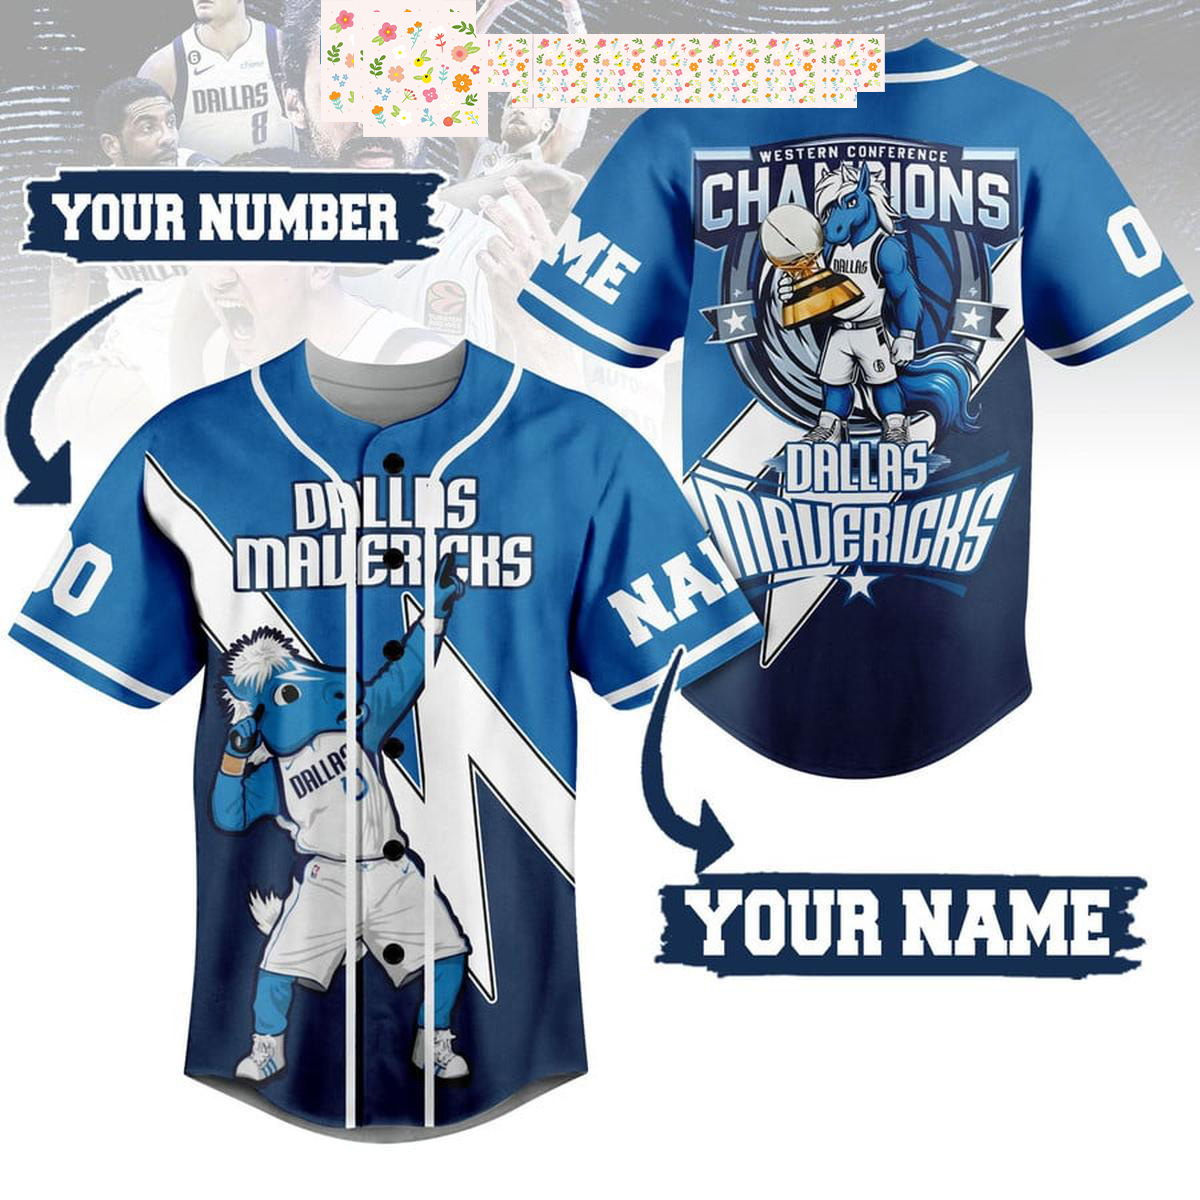 DALLAS
8
YOUR NUMBER
WESTERN CONFERENCE
CHAMPIONS
ME
0
DALLAS
DALLAS
MAVERICKS
DALLAS
MAVERICKS
00
NAM
DALLAS
YOUR NAME